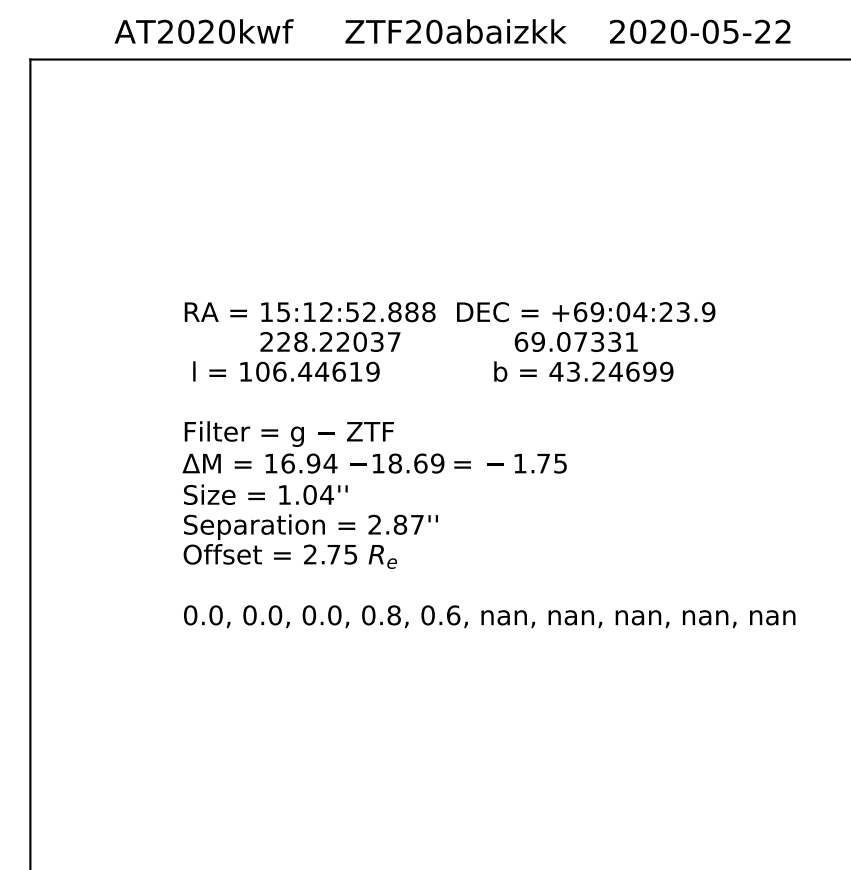 AT2020kwf ZTF20abaizkk 2020-05-22
RA = 15:12:52.888 DEC = +69:04:23.9
228.22037 69.07331
l = 106.44619 b = 43.24699
Filter = g − ZTF
ΔM = 16.94 −18.69 = − 1.75
Size = 1.04''
Separation = 2.87''
Offset = 2.75 Rₑ
0.0, 0.0, 0.0, 0.8, 0.6, nan, nan, nan, nan, nan